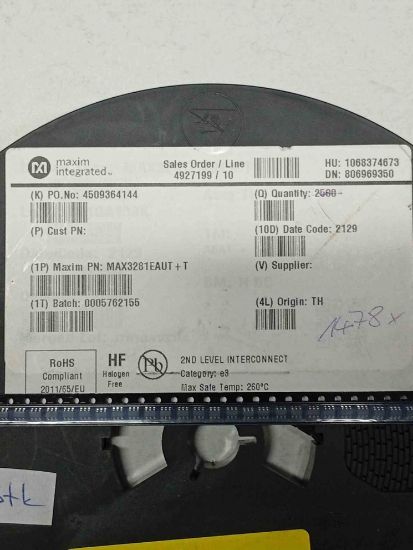 maxim
integrated™
Sales Order / Line
4927199 / 10
HU: 1068374673
DN: 806969350
(K) PO.No: 4509364144
(Q) Quantity: 2500
(P) Cust PN:
(10D) Date Code: 2129
(1P) Maxim PN: MAX3281EAUT+T
(V) Supplier:
(1T) Batch: 0005762155
(4L) Origin: TH
1478x
RoHS
Compliant
2011/65/EU
HF
Halogen
Free
Pb
2ND LEVEL INTERCONNECT
Category: e3
Max Safe Temp: 260°C